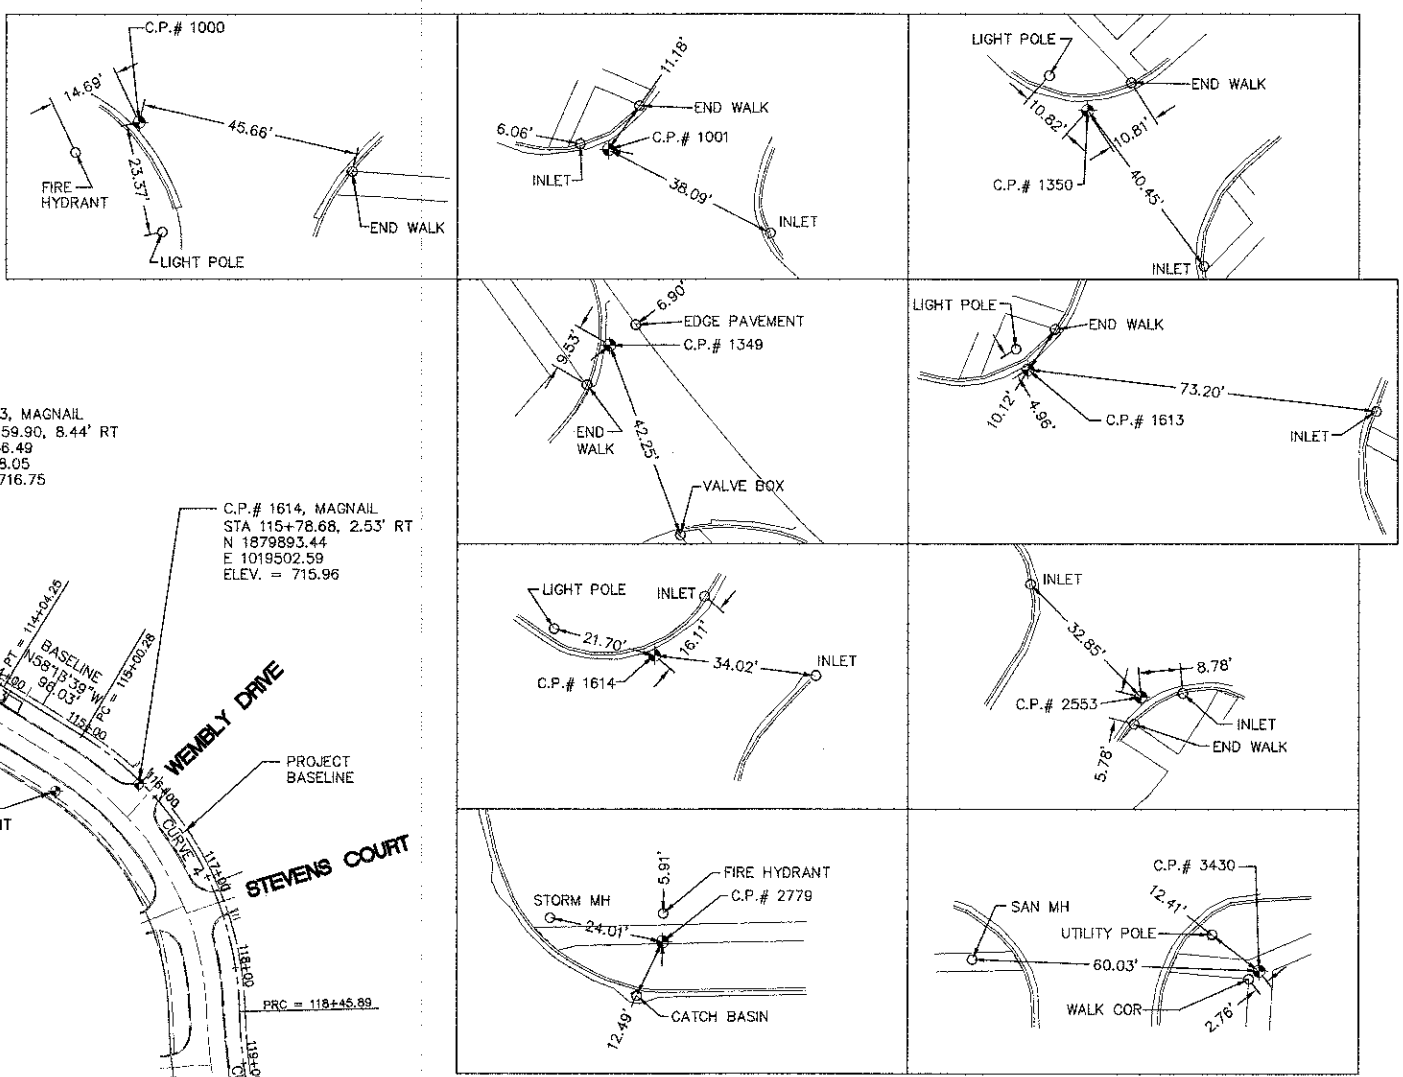 C.P.# 1000
14.69'
45.66'
23.37'
FIRE
HYDRANT
END WALK
LIGHT POLE
11.18'
END WALK
6.06'
C.P.# 1001
INLET
38.09'
INLET
LIGHT POLE
END WALK
10.82'
10.81'
C.P.# 1350
40.45'
INLET
6.90'
EDGE PAVEMENT
C.P.# 1349
9.53'
END
WALK
42.25'
VALVE BOX
LIGHT POLE
END WALK
73.20'
10.12'
4.96'
C.P.# 1613
INLET
3, MAGNAIL
59.90, 8.44' RT
6.49
8.05
716.75
C.P.# 1614, MAGNAIL
STA 115+78.68, 2.53' RT
N 1879893.44
E 1019502.59
ELEV. = 715.96
LIGHT POLE
INLET
21.70'
16.11'
34.02'
INLET
C.P.# 1614
INLET
32.85'
8.78'
C.P.# 2553
INLET
END WALK
5.78'
PT = 114+04.25
BASELINE
N58°13'39"W
96.03'
PC = 115+00.28
115+00
WEMBLY DRIVE
116+00
PROJECT
BASELINE
CURVE 4
117+00
STEVENS COURT
118+00
PRC = 118+45.89
5.91'
FIRE HYDRANT
C.P.# 2779
STORM MH
24.01'
12.49'
CATCH BASIN
C.P.# 3430
12.41'
SAN MH
UTILITY POLE
60.03'
WALK COR
2.76'